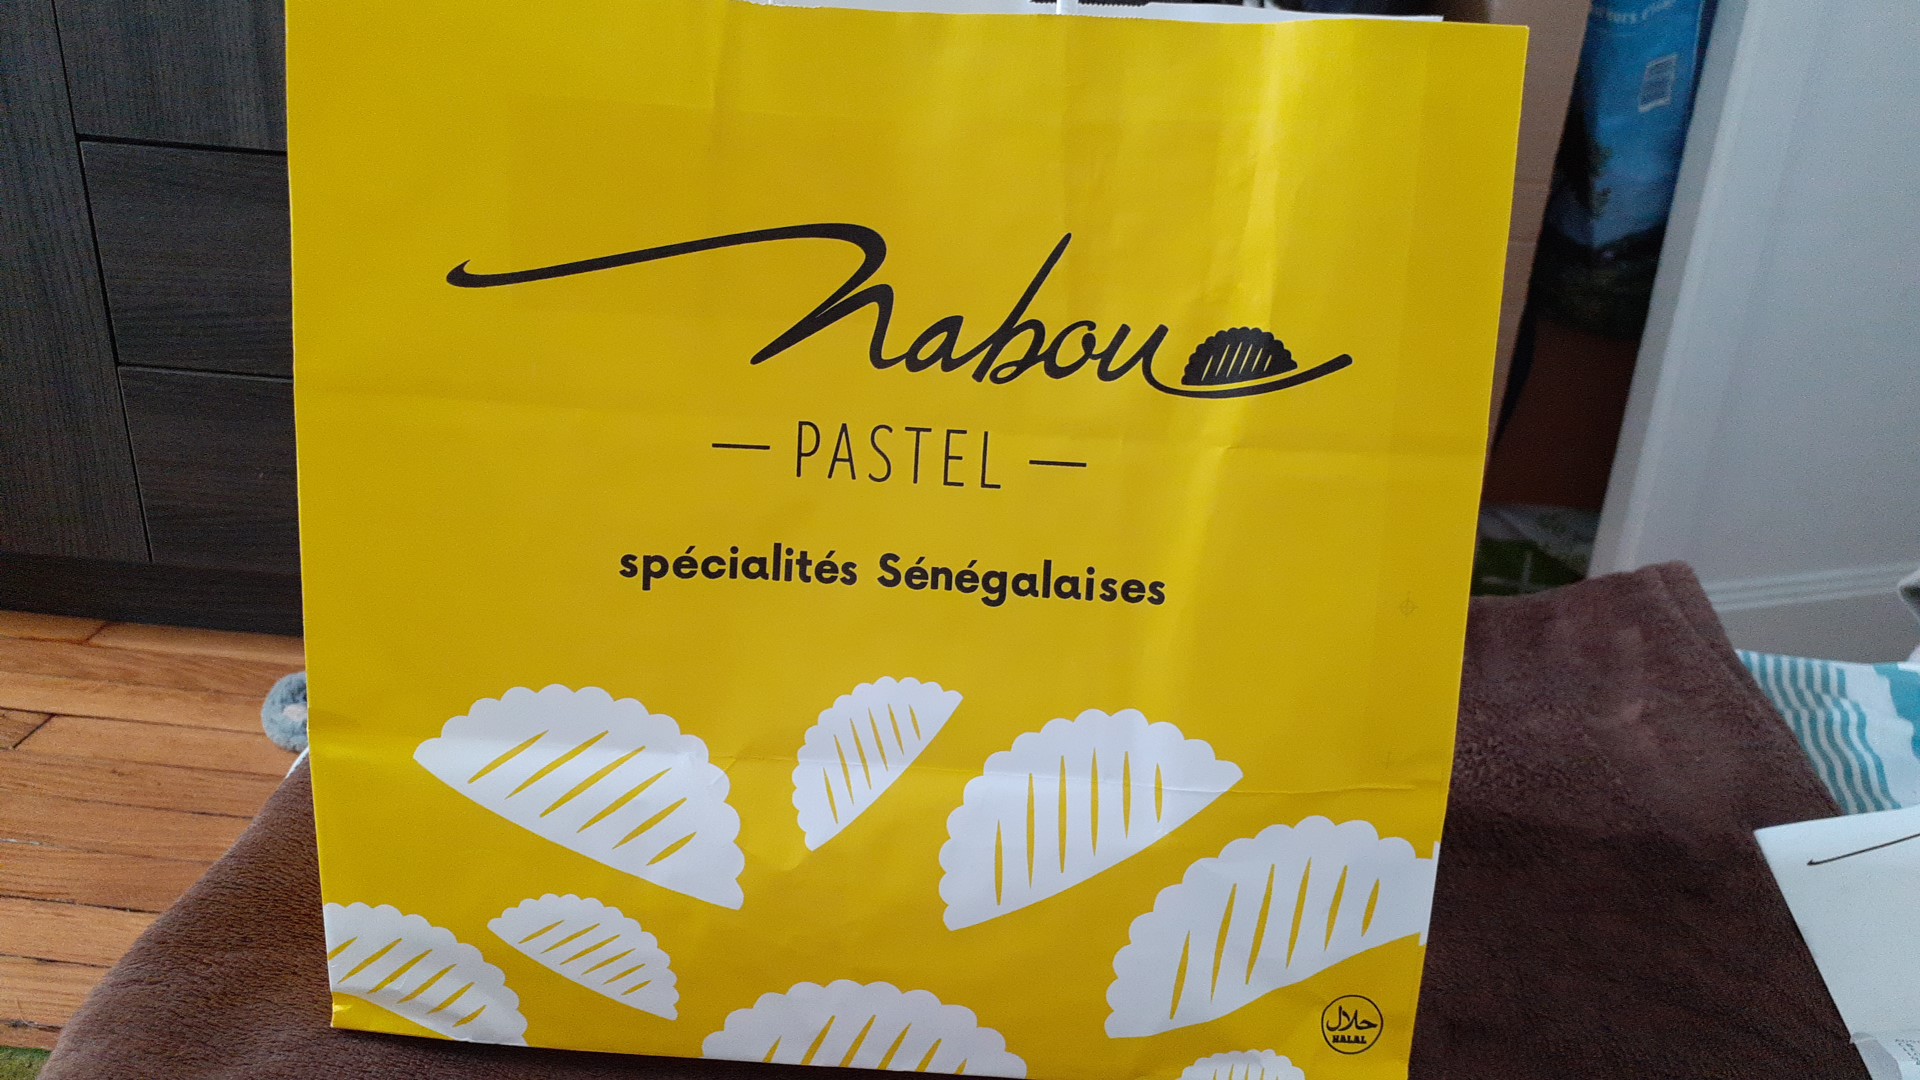 Nabou
— PASTEL —
spécialités Sénégalaises
حلال
HALAL